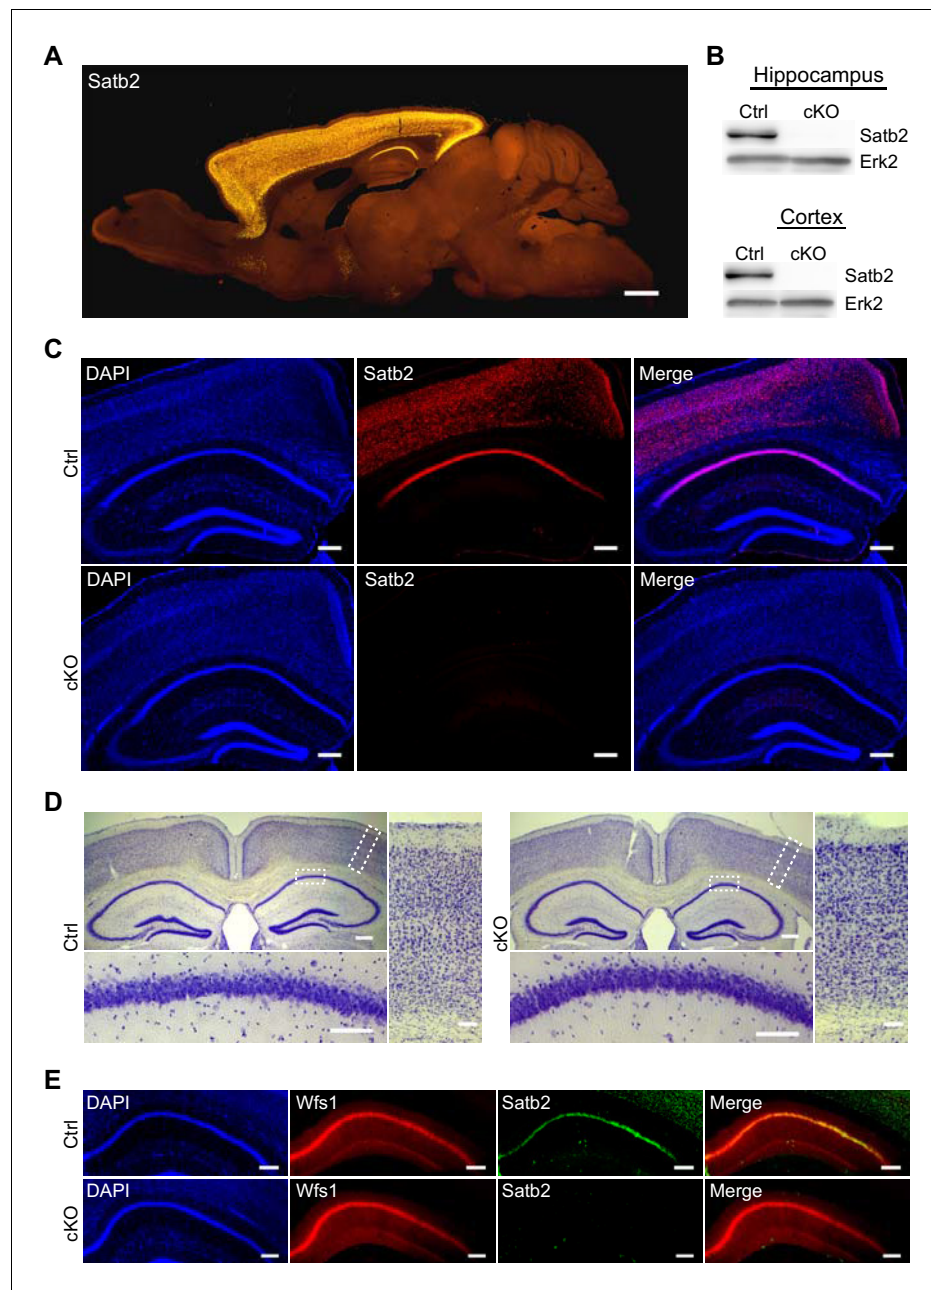 A
Satb2
B
Hippocampus
Ctrl cKO
Satb2
Erk2
Cortex
Ctrl cKO
Satb2
Erk2
C
DAPI Satb2 Merge
Ctrl
DAPI Satb2 Merge
cKO
D
Ctrl
cKO
E
DAPI Wfs1 Satb2 Merge
Ctrl
DAPI Wfs1 Satb2 Merge
cKO